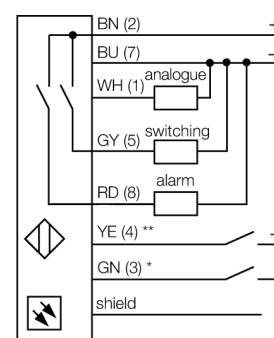 BN (2)
BU (7)
WH (1) analogue
GY (5) switching
RD (8) alarm
YE (4) **
GN (3) *
shield